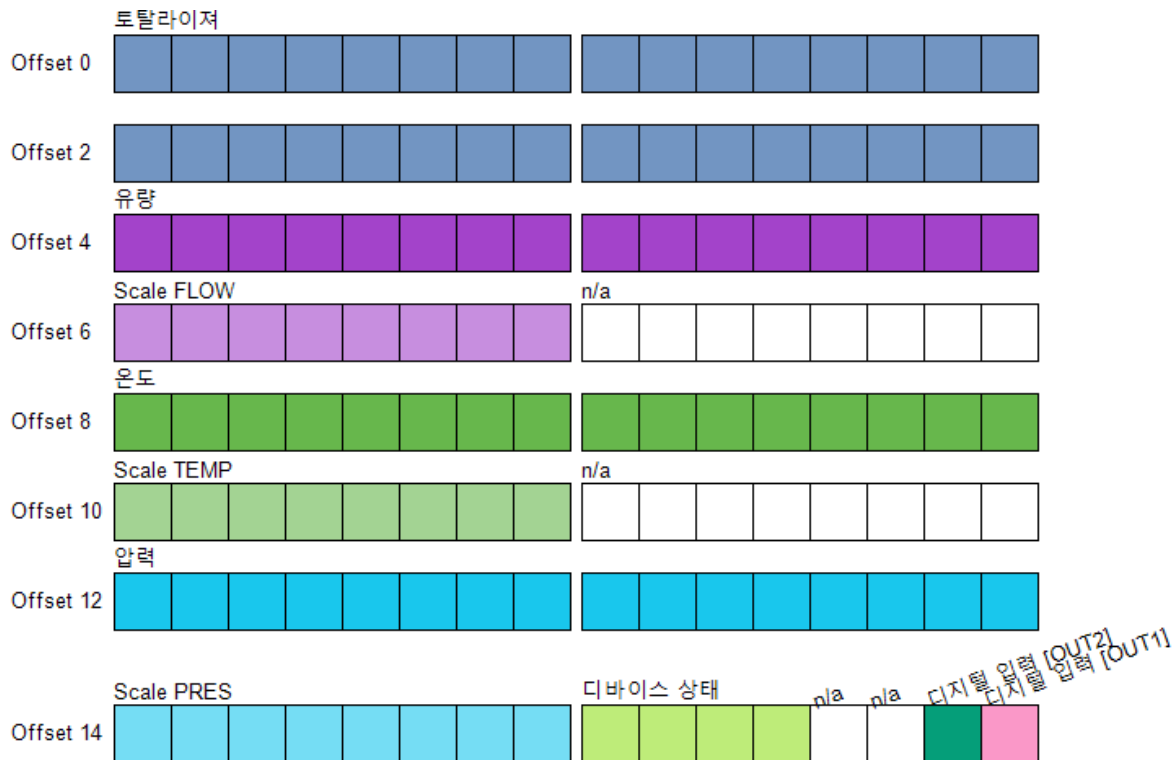 토탈라이져
Offset 0
Offset 2
유량
Offset 4
Scale FLOW n/a
Offset 6
온도
Offset 8
Scale TEMP n/a
Offset 10
압력
Offset 12
Scale PRES 디바이스 상태 n/a n/a 디지털 입력 [OUT2] 디지털 입력 [OUT1]
Offset 14